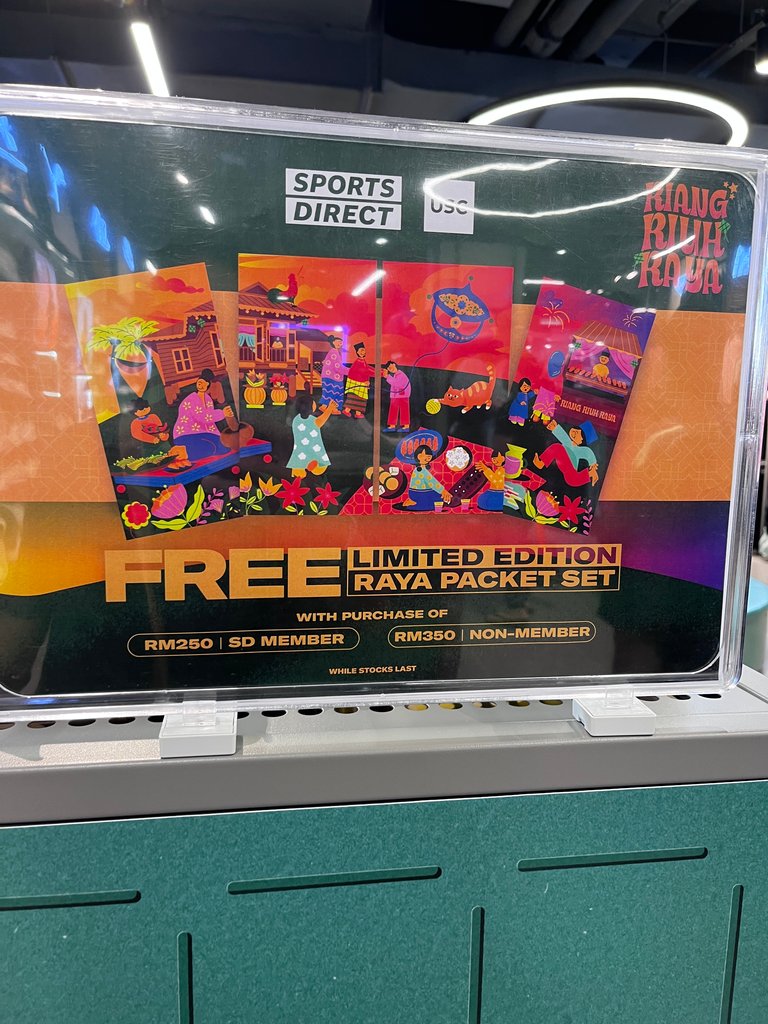 SPORTS
DIRECT
USC
RIANG
RIUH
RAYA
RIANG RIUH RAYA
FREE
LIMITED EDITION
RAYA PACKET SET
WITH PURCHASE OF
RM250 | SD MEMBER
RM350 | NON-MEMBER
WHILE STOCKS LAST